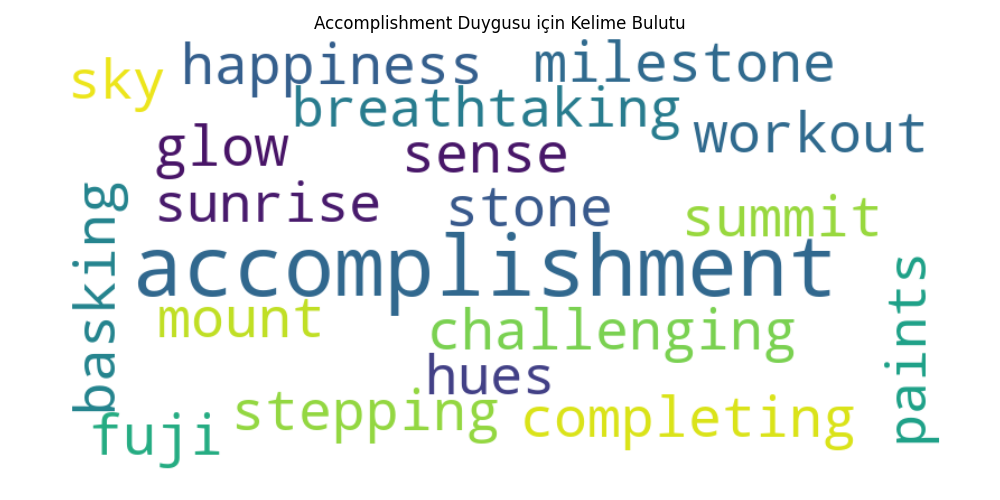 Accomplishment Duygusu için Kelime Bulutu
sky happiness milestone
breathtaking
glow sense workout
sunrise stone summit
basking
accomplishment
mount challenging
paints
hues
fuji stepping completing